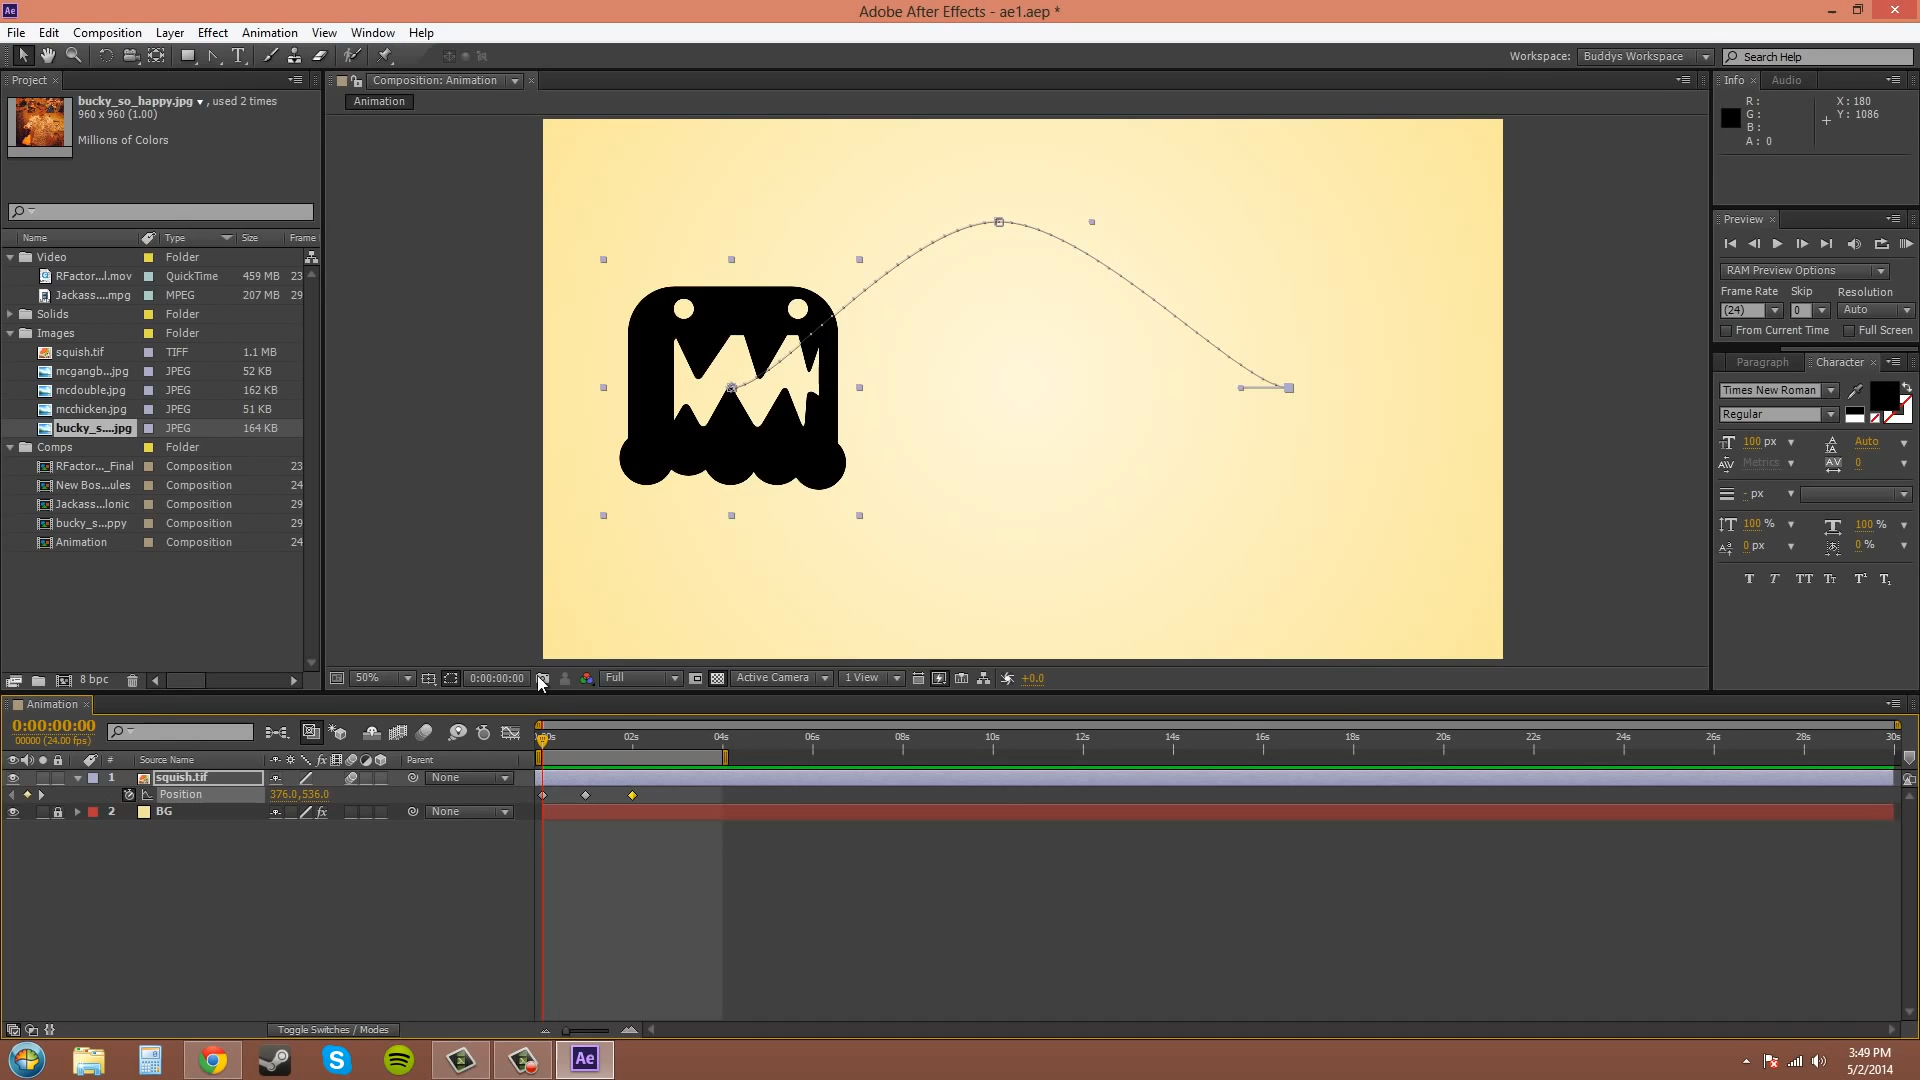 Ae
Adobe After Effects - ae1.aep *
File Edit Composition Layer Effect Animation View Window Help
Workspace: Buddys Workspace Search Help
Project
bucky_so_happy.jpg , used 2 times
960 x 960 (1.00)
Millions of Colors
Name Type Size Frame
Video Folder
RFactor...l.mov QuickTime 459 MB 23
Jackass....mpg MPEG 207 MB 29
Solids Folder
Images Folder
squish.tif TIFF 1.1 MB
mcgangb...jpg JPEG 52 KB
mcdouble.jpg JPEG 162 KB
mcchicken.jpg JPEG 51 KB
bucky_s....jpg JPEG 164 KB
Comps Folder
RFactor..._Final Composition 23
New Bos...ules Composition 24
Jackass...lonic Composition 29
bucky_s...ppy Composition 29
Animation Composition 24
8 bpc
Composition: Animation
Animation
50% 0:00:00:00 Full Active Camera 1 View +0.0
Info Audio
R:
G:
B:
A: 0
X: 180
Y: 1086
Preview
RAM Preview Options
Frame Rate Skip Resolution
(24) 0 Auto
From Current Time Full Screen
Paragraph Character
Times New Roman
Regular
100 px Auto
Metrics 0
- px
100 % 100 %
0 px 0 %
T T TT Tt T¹ T₁
Animation
0:00:00:00
00000 (24.00 fps)
# Source Name Parent
1 squish.tif None
Position 376.0,536.0
2 BG None
00s 02s 04s 06s 08s 10s 12s 14s 16s 18s 20s 22s 24s 26s 28s 30s
Toggle Switches / Modes
Ae
3:49 PM
5/2/2014